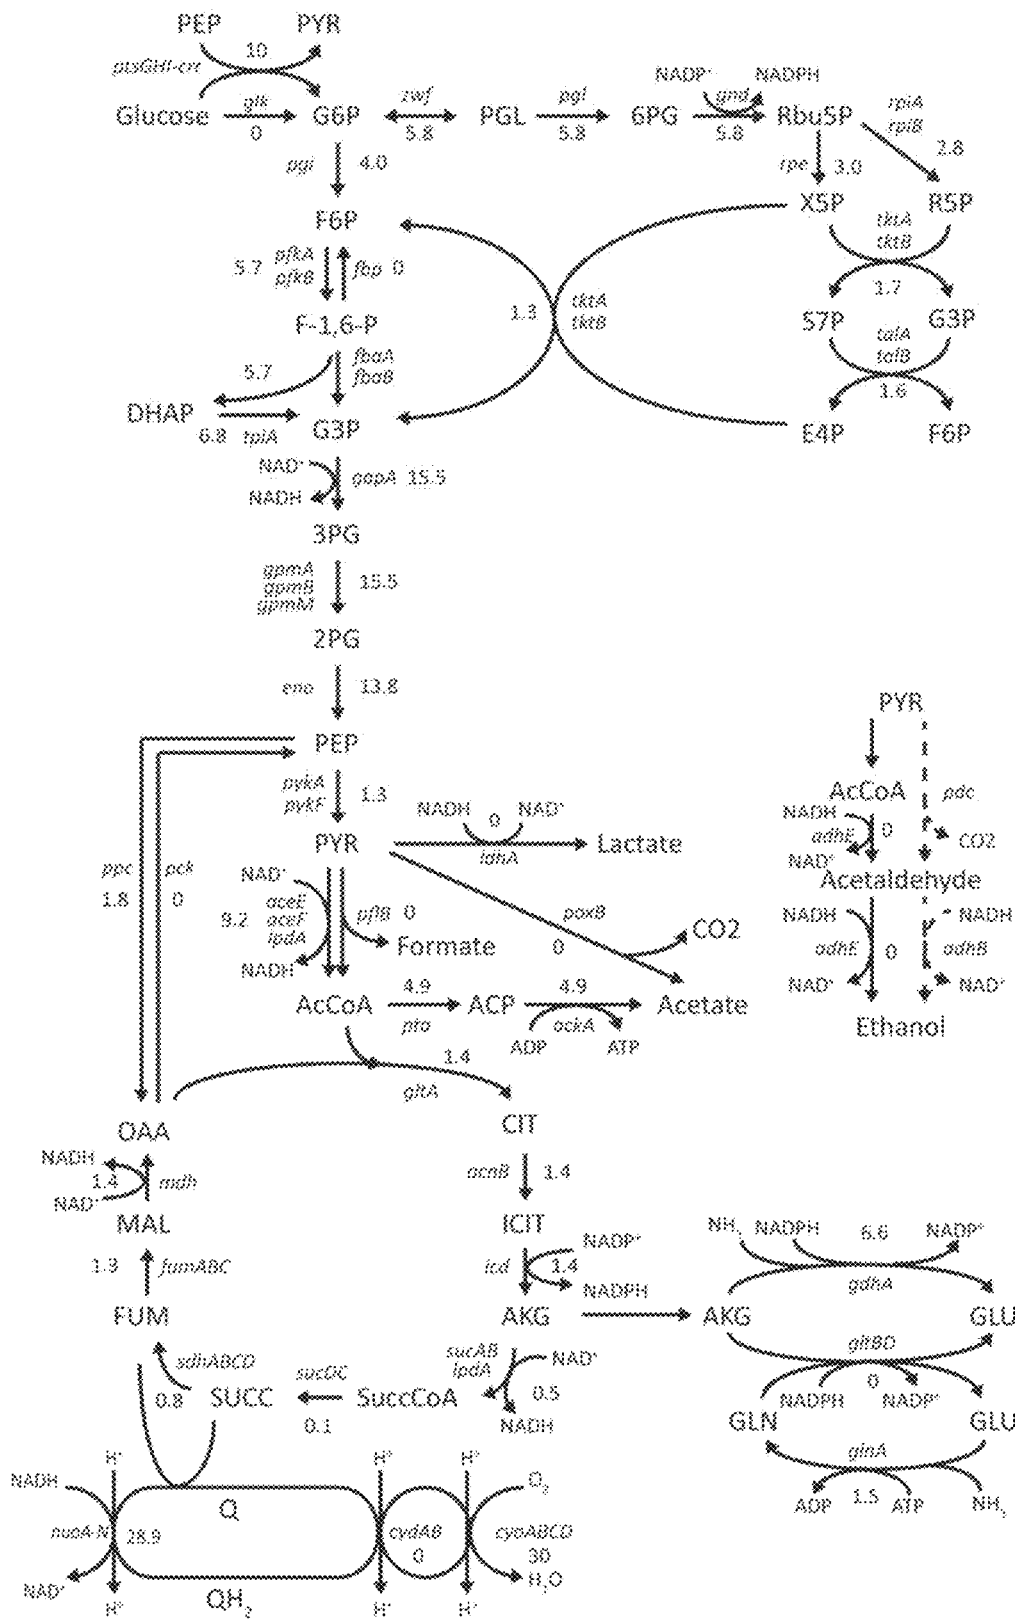 PEP PYR
10
ptsGHI-crr
Glucose glk G6P zwf PGL pgl 6PG gnd Rbu5P
NADP⁺ NADPH
rpiA
rpiB
0 5.8 5.8 5.8
pgi 4.0
rpe 3.0 2.8
F6P X5P R5P
tktA
tktB
5.7 pfkA
pfkB
fbp 0
1.7
1.3 tktA
tktB
F-1,6-P S7P G3P
fbaA
fbaB
5.7
talA
talB
1.6
DHAP G3P E4P F6P
6.8 tpiA
NAD⁺
NADH
gapA 15.5
3PG
gpmA
gpmB
gpmM
15.5
2PG
eno 13.8
PEP
pykA
pykF
1.3
PYR
NADH 0 NAD⁺
ldhA
Lactate
ppc
1.8
pck
0
NAD⁺
9.2
aceE
aceF
lpdA
NADH
pflB 0
Formate
poxB
0
CO2
AcCoA 4.9 ACP 4.9 Acetate
pta ackA
ADP ATP
PYR
AcCoA pdc
NADH
adhE 0
NAD⁺
CO2
Acetaldehyde
NADH NADH
adhE 0 adhB
NAD⁺ NAD⁺
Ethanol
1.4
gltA
OAA CIT
NADH
1.4 mdh
NAD⁺
acnB 1.4
MAL ICIT
1.3 fumABC
icd NADP⁺
1.4
NADPH
FUM AKG AKG GLU
NH₃ NADPH 6.6 NADP⁺
gdhA
sdhABCD
0.8
SUCC sucDC SuccCoA
0.1
sucAB
lpdA
NAD⁺
0.5
NADH
gltBD
0
NADPH NADP⁺
GLN GLU
glnA
ADP 1.5 ATP NH₃
NADH H⁺ H⁺ H⁺ O₂
Q
nuoA-N 28.9 cydAB cyoABCD
0 30
NAD⁺ QH₂ H₂O
H⁺ H⁺ H⁺